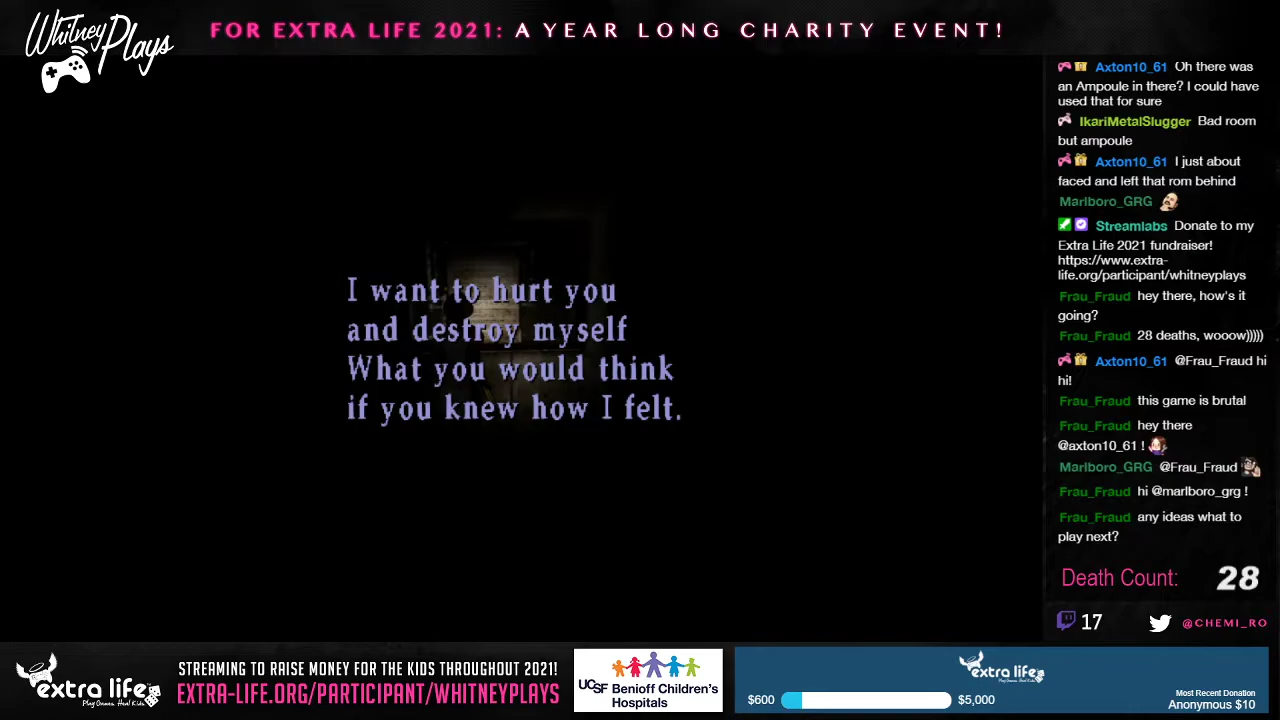 Whitney Plays
FOR EXTRA LIFE 2021: A YEAR LONG CHARITY EVENT!
I want to hurt you
and destroy myself
What you would think
if you knew how I felt.
Axton10_61 Oh there was
an Ampoule in there? I could have
used that for sure
IkariMetalSlugger Bad room
but ampoule
Axton10_61 I just about
faced and left that rom behind
Marlboro_GRG
Streamlabs Donate to my
Extra Life 2021 fundraiser!
https://www.extra-
life.org/participant/whitneyplays
Frau_Fraud hey there, how's it
going?
Frau_Fraud 28 deaths, wooow)))))
Axton10_61 @Frau_Fraud hi
hi!
Frau_Fraud this game is brutal
Frau_Fraud hey there
@axton10_61 !
Marlboro_GRG @Frau_Fraud
Frau_Fraud hi @marlboro_grg !
Frau_Fraud any ideas what to
play next?
Death Count: 28
17 @CHEMI_RO
extra life
Play Games. Heal Kids.
STREAMING TO RAISE MONEY FOR THE KIDS THROUGHOUT 2021!
EXTRA-LIFE.ORG/PARTICIPANT/WHITNEYPLAYS
UCSF Benioff Children's
Hospitals
extra life
$600 $5,000
Most Recent Donation
Anonymous $10